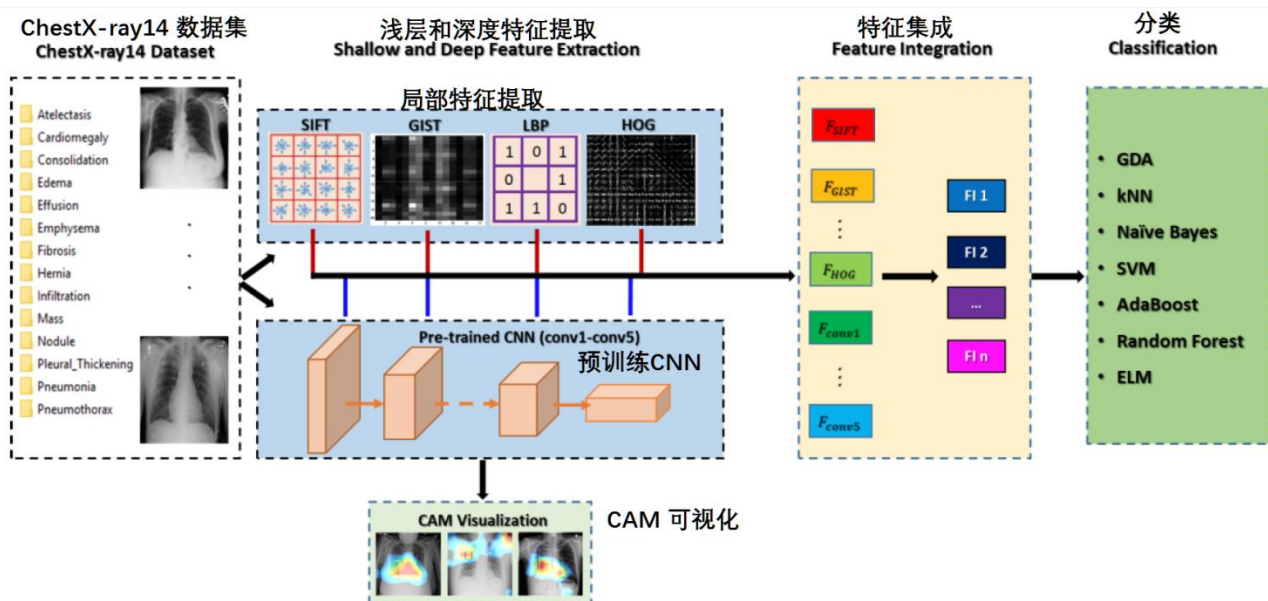 ChestX-ray14 数据集
ChestX-ray14 Dataset
Atelectasis
Cardiomegaly
Consolidation
Edema
Effusion
Emphysema
Fibrosis
Hernia
Infiltration
Mass
Nodule
Pleural_Thickening
Pneumonia
Pneumothorax
浅层和深度特征提取
Shallow and Deep Feature Extraction
局部特征提取
SIFT
GIST
LBP
HOG
1 0 1
0 1
1 1 0
Pre-trained CNN (conv1-conv5)
预训练CNN
CAM Visualization
CAM 可视化
特征集成
Feature Integration
F_SIFT
F_GIST
⋮
F_HOG
F_conv1
⋮
F_conv5
FI 1
FI 2
...
FI n
分类
Classification
• GDA
• kNN
• Naïve Bayes
• SVM
• AdaBoost
• Random Forest
• ELM